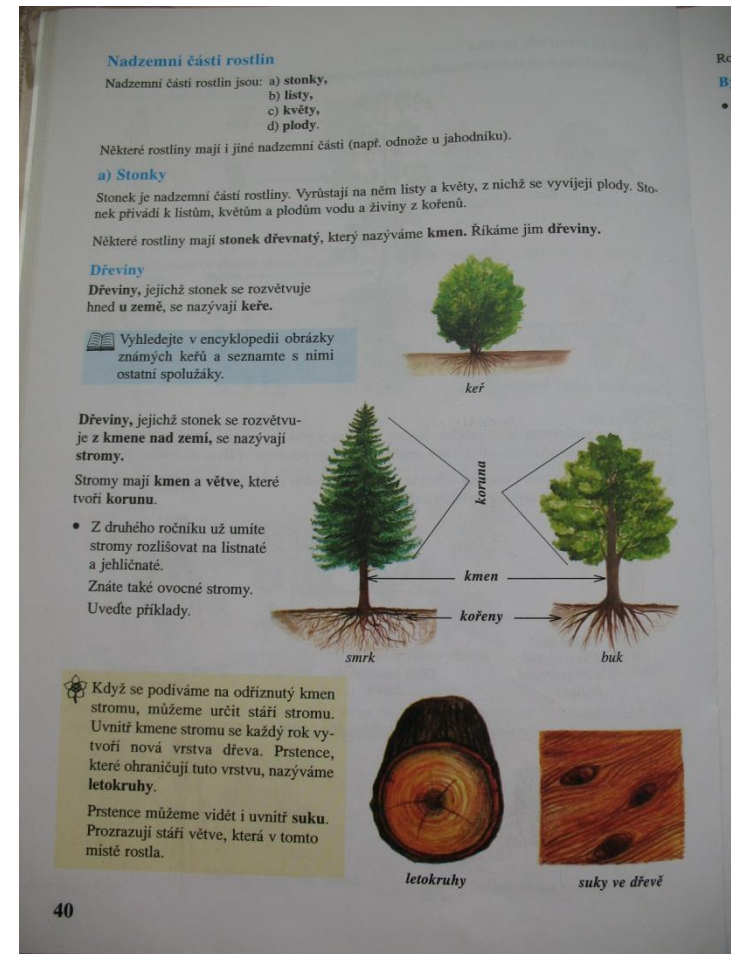 Nadzemní části rostlin
Nadzemní části rostlin jsou: a) stonky,
b) listy,
c) květy,
d) plody.
Některé rostliny mají i jiné nadzemní části (např. odnože u jahodníku).
a) Stonky
Stonek je nadzemní částí rostliny. Vyrůstají na něm listy a květy, z nichž se vyvíjejí plody. Sto-
nek přivádí k listům, květům a plodům vodu a živiny z kořenů.
Některé rostliny mají stonek dřevnatý, který nazýváme kmen. Říkáme jim dřeviny.
Dřeviny
Dřeviny, jejichž stonek se rozvětvuje
hned u země, se nazývají keře.
Vyhledejte v encyklopedii obrázky
známých keřů a seznamte s nimi
ostatní spolužáky.
keř
Dřeviny, jejichž stonek se rozvětvu-
je z kmene nad zemí, se nazývají
stromy.
Stromy mají kmen a větve, které
tvoří korunu.
• Z druhého ročníku už umíte
stromy rozlišovat na listnaté
a jehličnaté.
Znáte také ovocné stromy.
Uveďte příklady.
koruna
kmen
kořeny
smrk
buk
Když se podíváme na odříznutý kmen
stromu, můžeme určit stáří stromu.
Uvnitř kmene stromu se každý rok vy-
tvoří nová vrstva dřeva. Prstence,
které ohraničují tuto vrstvu, nazýváme
letokruhy.
Prstence můžeme vidět i uvnitř suku.
Prozrazují stáří větve, která v tomto
místě rostla.
letokruhy
suky ve dřevě
40